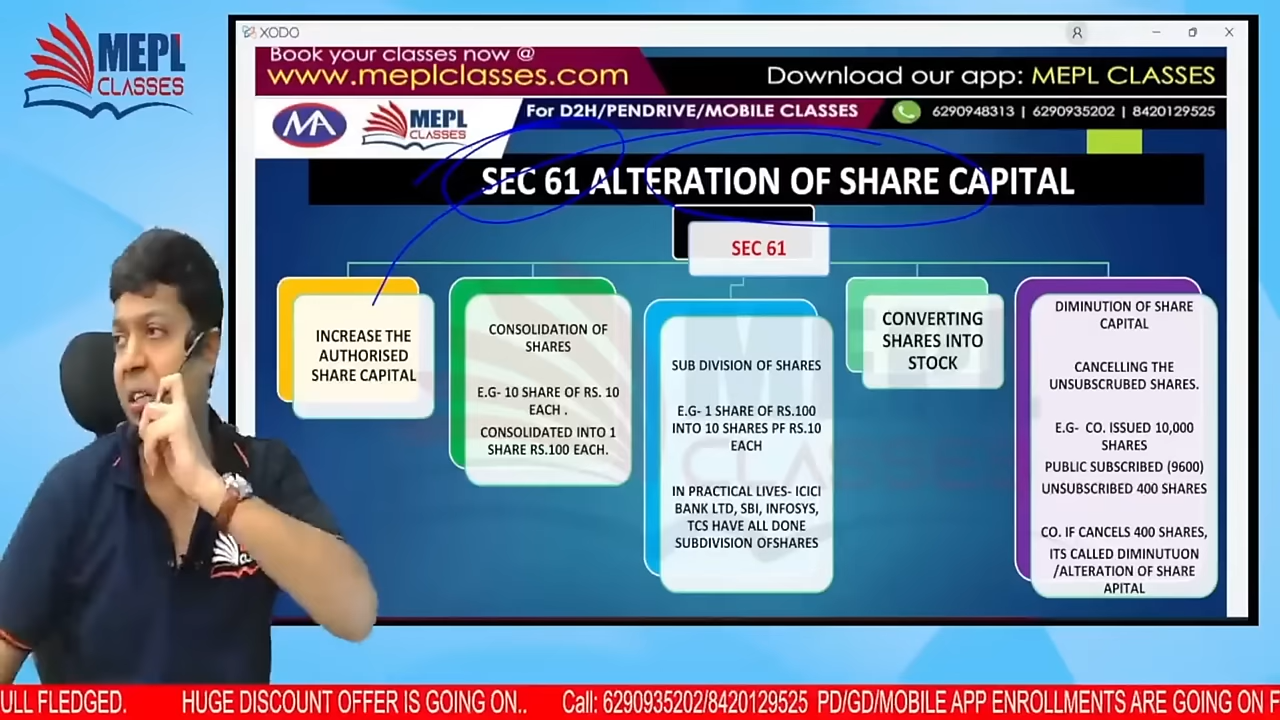 MEPL
CLASSES
XODO
Book your classes now @
www.meplclasses.com
Download our app: MEPL CLASSES
MA
MEPL
CLASSES
For D2H/PENDRIVE/MOBILE CLASSES
6290948313 | 6290935202 | 8420129525
SEC 61 ALTERATION OF SHARE CAPITAL
SEC 61
INCREASE THE
AUTHORISED
SHARE CAPITAL
CONSOLIDATION OF
SHARES
E.G- 10 SHARE OF RS. 10
EACH .
CONSOLIDATED INTO 1
SHARE RS.100 EACH.
SUB DIVISION OF SHARES
E.G- 1 SHARE OF RS.100
INTO 10 SHARES PF RS.10
EACH
IN PRACTICAL LIVES- ICICI
BANK LTD, SBI, INFOSYS,
TCS HAVE ALL DONE
SUBDIVISION OFSHARES
CONVERTING
SHARES INTO
STOCK
DIMINUTION OF SHARE
CAPITAL
CANCELLING THE
UNSUBSCRUBED SHARES.
E.G- CO. ISSUED 10,000
SHARES
PUBLIC SUBSCRIBED (9600)
UNSUBSCRIBED 400 SHARES
CO. IF CANCELS 400 SHARES,
ITS CALLED DIMINUTUON
/ALTERATION OF SHARE
APITAL
ULL FLEDGED. HUGE DISCOUNT OFFER IS GOING ON.. Call: 6290935202/8420129525 PD/GD/MOBILE APP ENROLLMENTS ARE GOING ON F